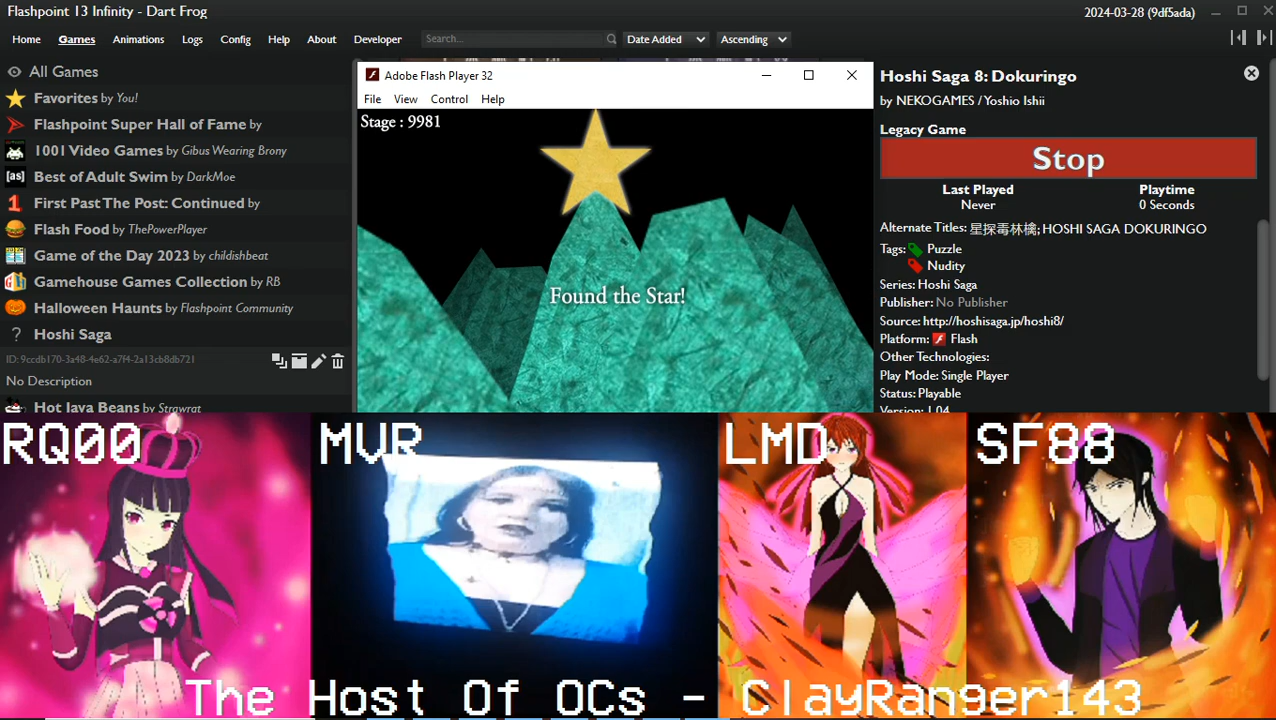 Flashpoint 13 Infinity - Dart Frog
2024-03-28 (9df5ada)
Home Games Animations Logs Config Help About Developer Search... Date Added Ascending
All Games
Favorites by You!
Flashpoint Super Hall of Fame by
1001 Video Games by Gibus Wearing Brony
[as] Best of Adult Swim by DarkMoe
1 First Past The Post: Continued by
Flash Food by ThePowerPlayer
Game of the Day 2023 by childishbeat
Gamehouse Games Collection by RB
Halloween Haunts by Flashpoint Community
? Hoshi Saga
ID: 9ccdb170-3a48-4e62-a7f4-2a13cb8db721
No Description
Hot Java Beans by Strawrat
Adobe Flash Player 32
File View Control Help
Stage : 9981
Found the Star!
Hoshi Saga 8: Dokuringo
by NEKOGAMES / Yoshio Ishii
Legacy Game
Stop
Last Played Playtime
Never 0 Seconds
Alternate Titles: 星探毒林檎; HOSHI SAGA DOKURINGO
Tags: Puzzle
Nudity
Series: Hoshi Saga
Publisher: No Publisher
Source: http://hoshisaga.jp/hoshi8/
Platform: Flash
Other Technologies:
Play Mode: Single Player
Status: Playable
Version: 1.04
RQ00 MVR LMD SF88
The Host Of OCs - ClayRanger143